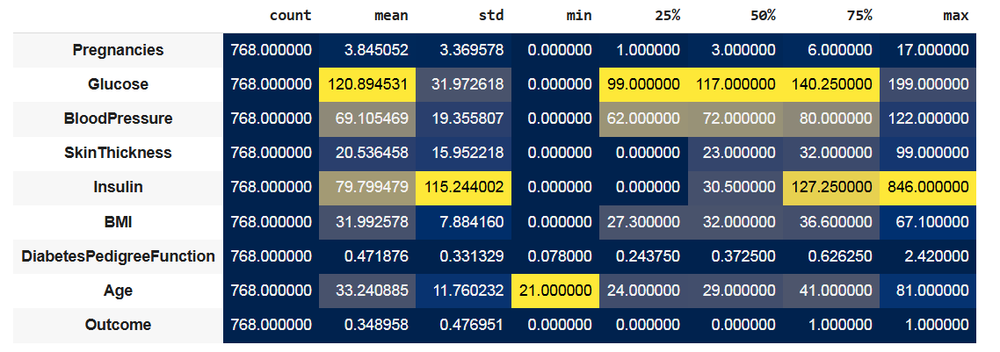 count mean std min 25% 50% 75% max
Pregnancies 768.000000 3.845052 3.369578 0.000000 1.000000 3.000000 6.000000 17.000000
Glucose 768.000000 120.894531 31.972618 0.000000 99.000000 117.000000 140.250000 199.000000
BloodPressure 768.000000 69.105469 19.355807 0.000000 62.000000 72.000000 80.000000 122.000000
SkinThickness 768.000000 20.536458 15.952218 0.000000 0.000000 23.000000 32.000000 99.000000
Insulin 768.000000 79.799479 115.244002 0.000000 0.000000 30.500000 127.250000 846.000000
BMI 768.000000 31.992578 7.884160 0.000000 27.300000 32.000000 36.600000 67.100000
DiabetesPedigreeFunction 768.000000 0.471876 0.331329 0.078000 0.243750 0.372500 0.626250 2.420000
Age 768.000000 33.240885 11.760232 21.000000 24.000000 29.000000 41.000000 81.000000
Outcome 768.000000 0.348958 0.476951 0.000000 0.000000 0.000000 1.000000 1.000000